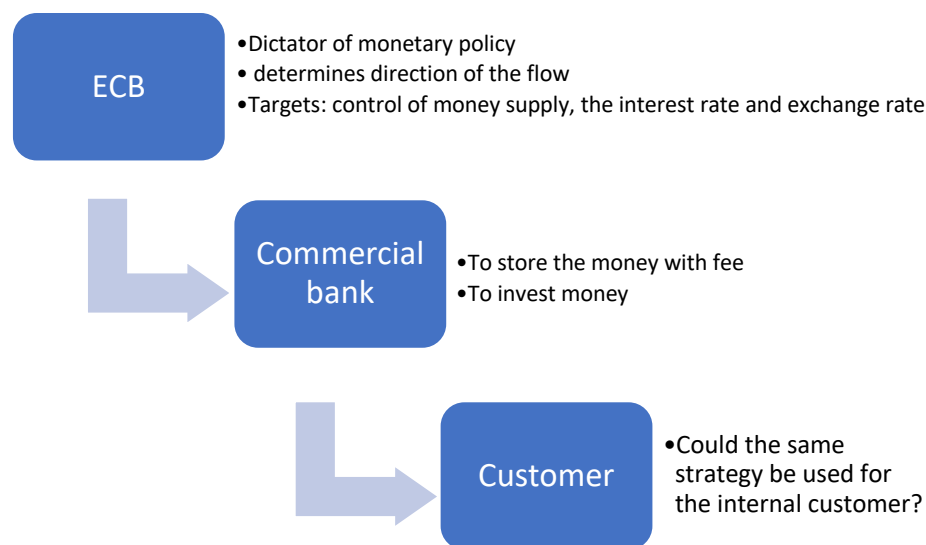 ECB
•Dictator of monetary policy
• determines direction of the flow
•Targets: control of money supply, the interest rate and exchange rate
Commercial
bank
•To store the money with fee
•To invest money
Customer
•Could the same
strategy be used for
the internal customer?